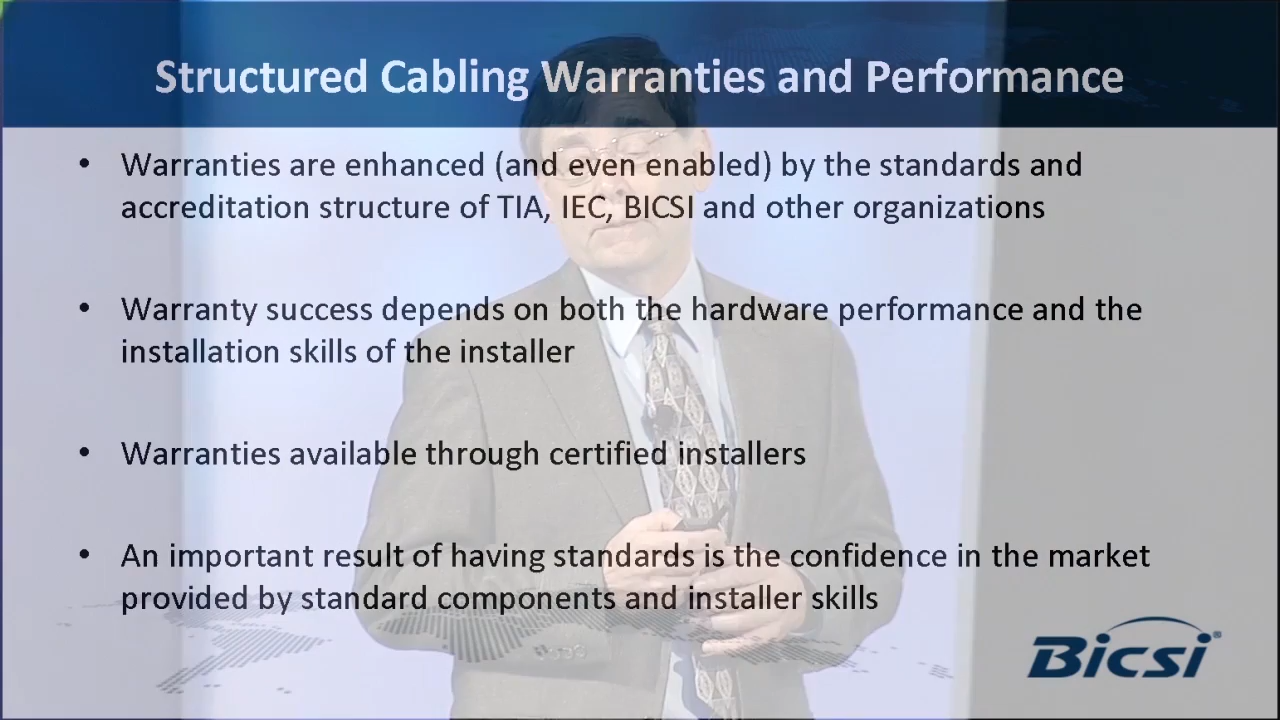 Structured Cabling Warranties and Performance
• Warranties are enhanced (and even enabled) by the standards and
accreditation structure of TIA, IEC, BICSI and other organizations
• Warranty success depends on both the hardware performance and the
installation skills of the installer
• Warranties available through certified installers
• An important result of having standards is the confidence in the market
provided by standard components and installer skills
Bicsi®